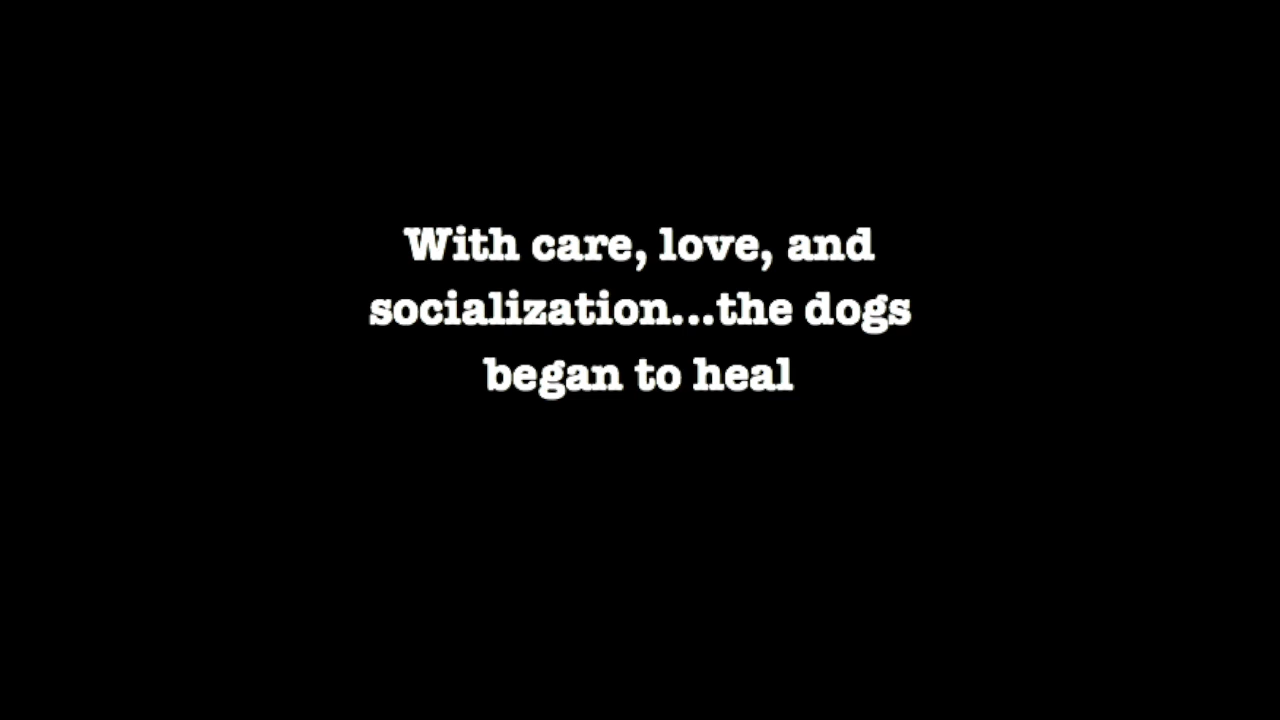 With care, love, and
socialization...the dogs
began to heal